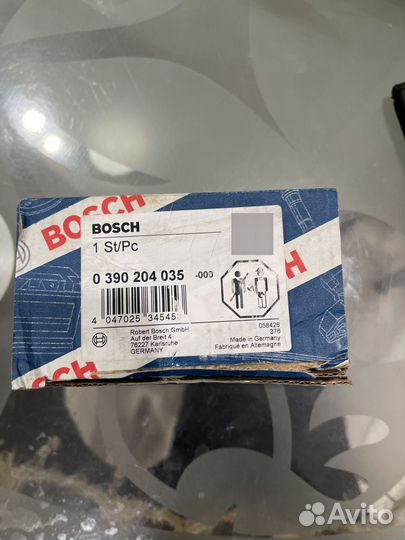 BOSCH
BOSCH
1 St/Pc
0 390 204 035 -000
4 047025 34545
Robert Bosch GmbH
Auf der Breit 4
76227 Karlsruhe
GERMANY
058426
376
Made in Germany
Fabriqué en Allemagne
BOSCH
BOSCH
Avito